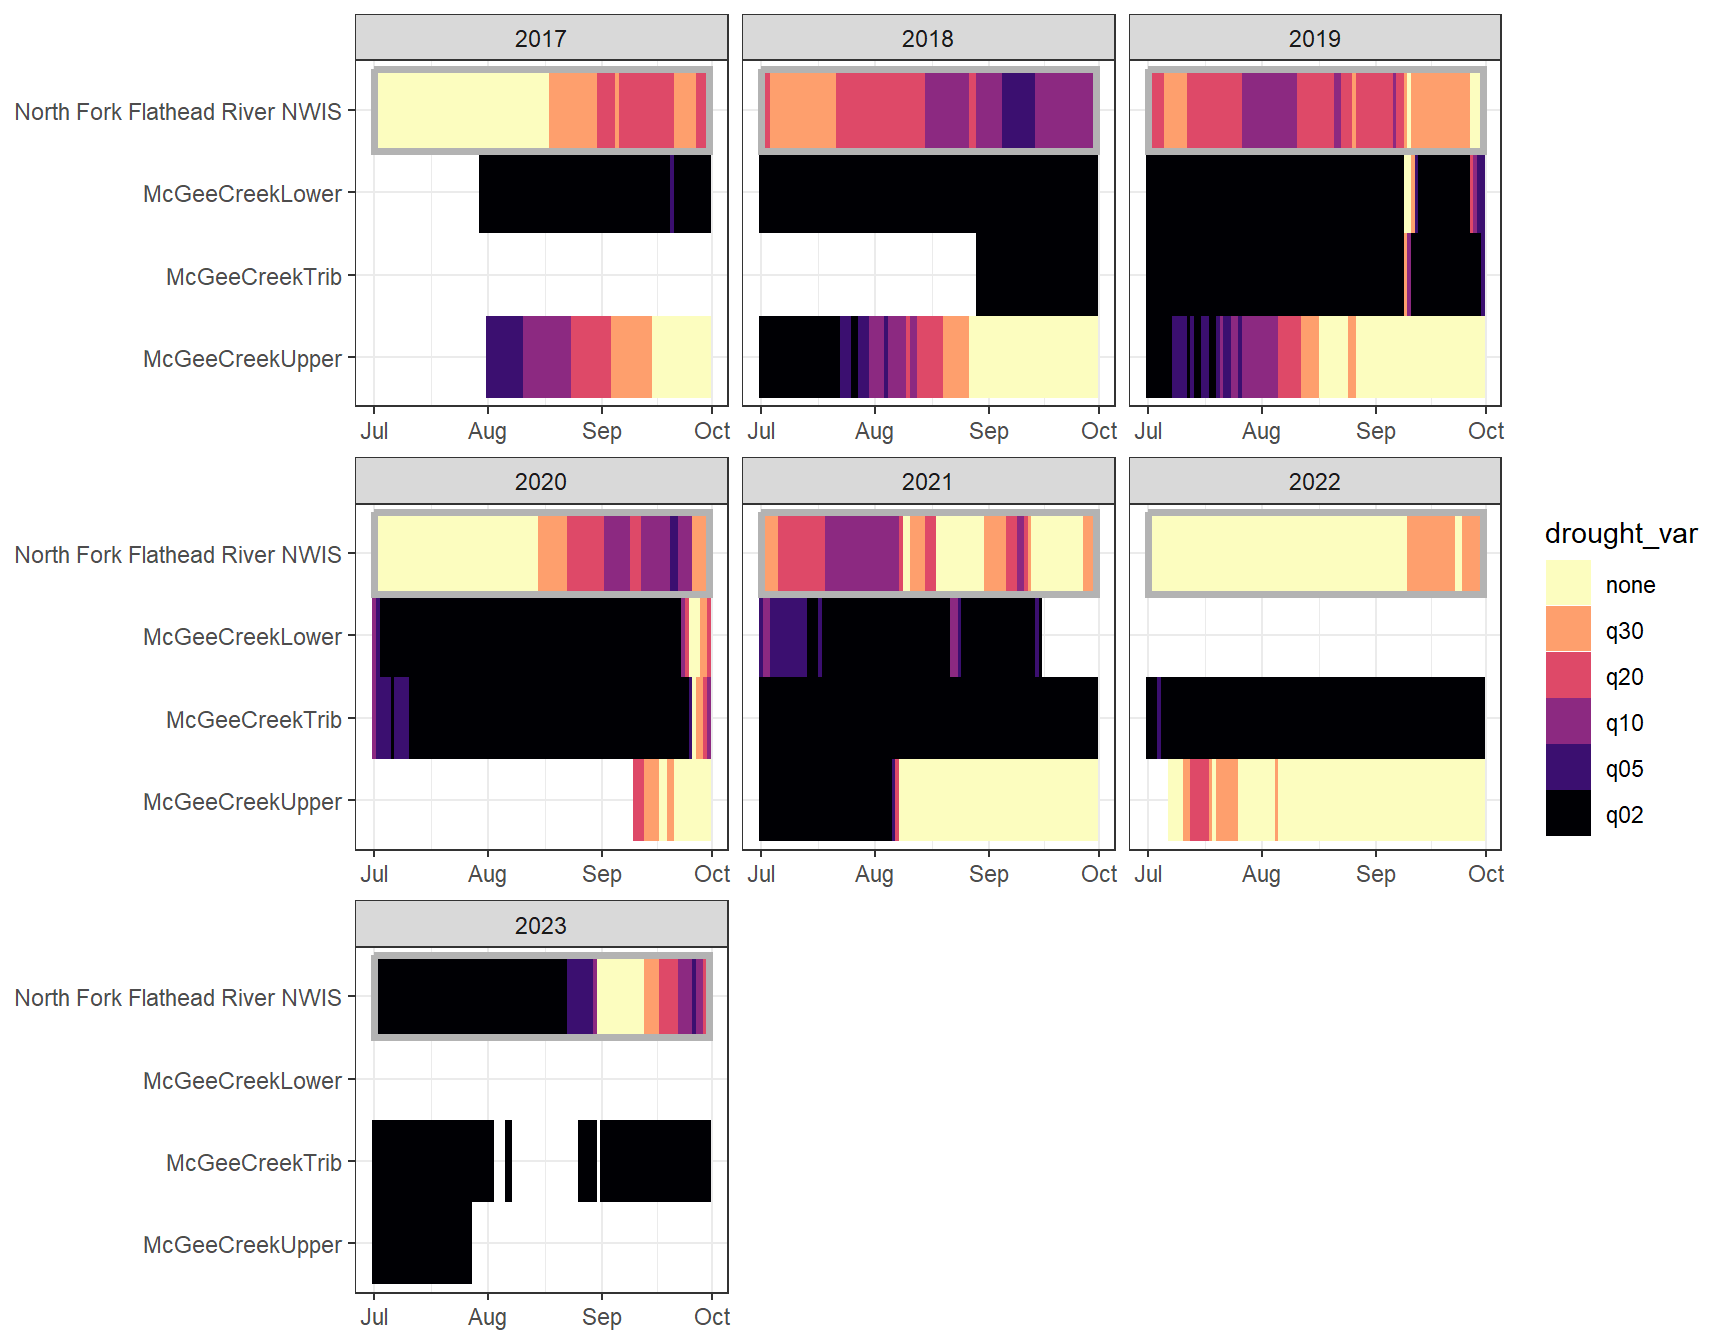 2017 2018 2019
North Fork Flathead River NWIS
McGeeCreekLower
McGeeCreekTrib
McGeeCreekUpper
Jul Aug Sep Oct Jul Aug Sep Oct Jul Aug Sep Oct
2020 2021 2022
North Fork Flathead River NWIS
McGeeCreekLower
McGeeCreekTrib
McGeeCreekUpper
Jul Aug Sep Oct Jul Aug Sep Oct Jul Aug Sep Oct
2023
North Fork Flathead River NWIS
McGeeCreekLower
McGeeCreekTrib
McGeeCreekUpper
Jul Aug Sep Oct
drought_var
none
q30
q20
q10
q05
q02